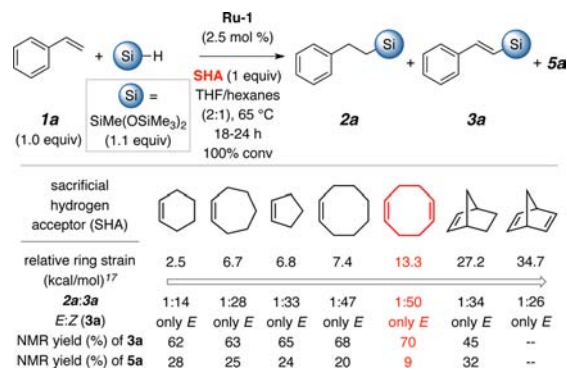 Ru-1
(2.5 mol %)
Si
H
SHA (1 equiv)
THF/hexanes
(2:1), 65 °C
18-24 h
100% conv
Si
Si
+
+
+ 5a
Si =
SiMe(OSiMe3)2
(1.1 equiv)
1a
(1.0 equiv)
2a
3a
sacrificial
hydrogen
acceptor (SHA)
relative ring strain
(kcal/mol)17
2.5 6.7 6.8 7.4 13.3 27.2 34.7
2a:3a 1:14 1:28 1:33 1:47 1:50 1:34 1:26
E:Z (3a) only E only E only E only E only E only E only E
NMR yield (%) of 3a 62 63 65 68 70 45 --
NMR yield (%) of 5a 28 25 24 20 9 32 --